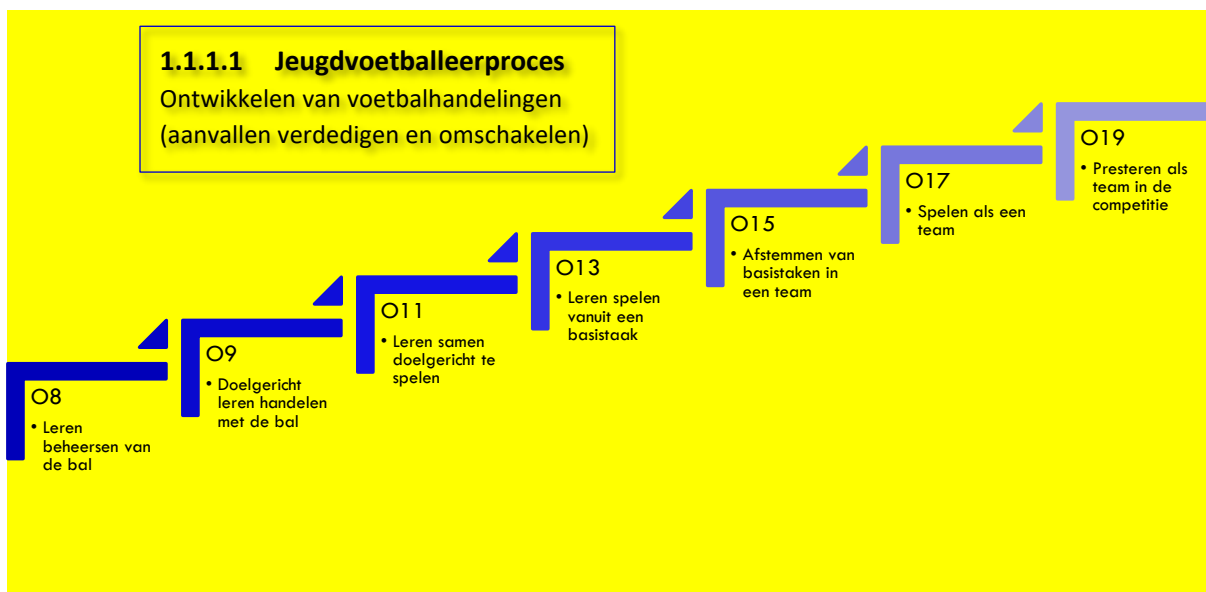 1.1.1.1 Jeugdvoetballeerproces
Ontwikkelen van voetbalhandelingen
(aanvallen verdedigen en omschakelen)
O8
• Leren
beheersen van
de bal
O9
• Doelgericht
leren handelen
met de bal
O11
• Leren samen
doelgericht te
spelen
O13
• Leren spelen
vanuit een
basistaak
O15
• Afstemmen van
basistaken in
een team
O17
• Spelen als een
team
O19
• Presteren als
team in de
competitie